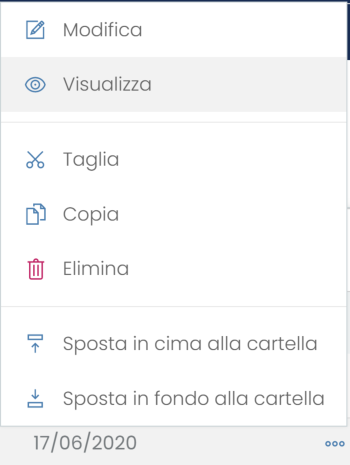 Modifica
Visualizza
Taglia
Copia
Elimina
Sposta in cima alla cartella
Sposta in fondo alla cartella
17/06/2020